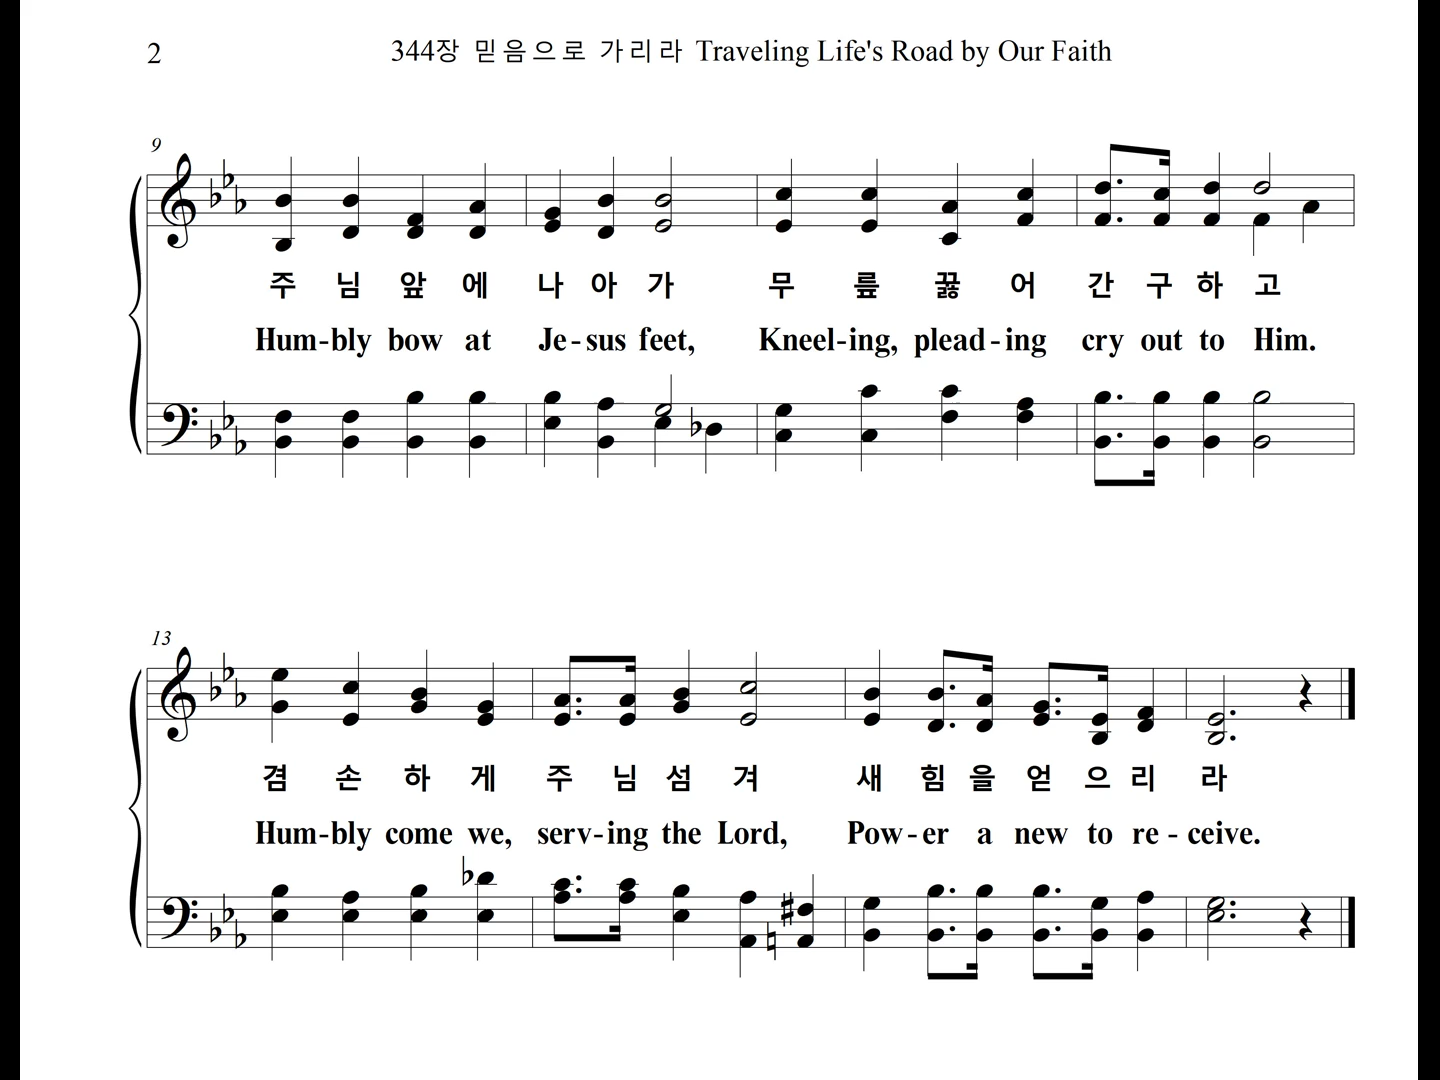 2
344장 믿음으로 가리라 Traveling Life's Road by Our Faith
9
주 님 앞 에 나 아 가 무 릎 꿇 어 간 구 하 고
Hum-bly bow at Je-sus feet, Kneel-ing, plead-ing cry out to Him.
13
겸 손 하 게 주 님 섬 겨 새 힘 을 얻 으 리 라
Hum-bly come we, serv-ing the Lord, Pow-er a new to re-ceive.